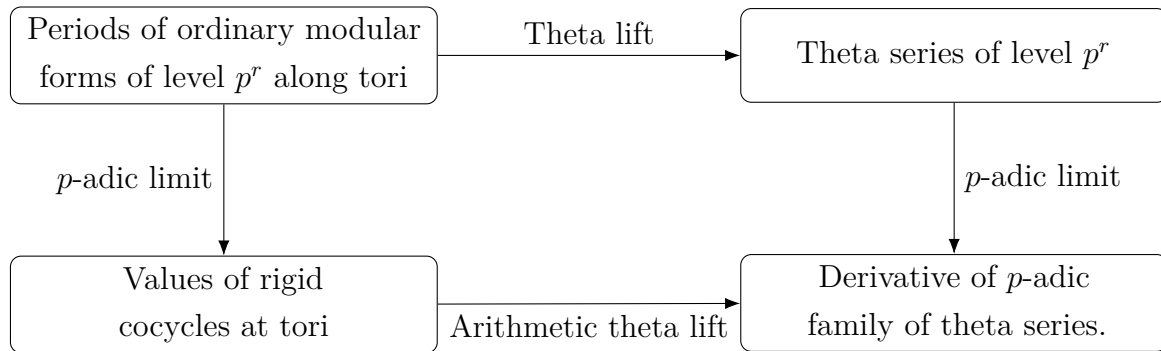 Periods of ordinary modular
forms of level p^r along tori
Theta lift
Theta series of level p^r
p-adic limit
p-adic limit
Values of rigid
cocycles at tori
Arithmetic theta lift
Derivative of p-adic
family of theta series.